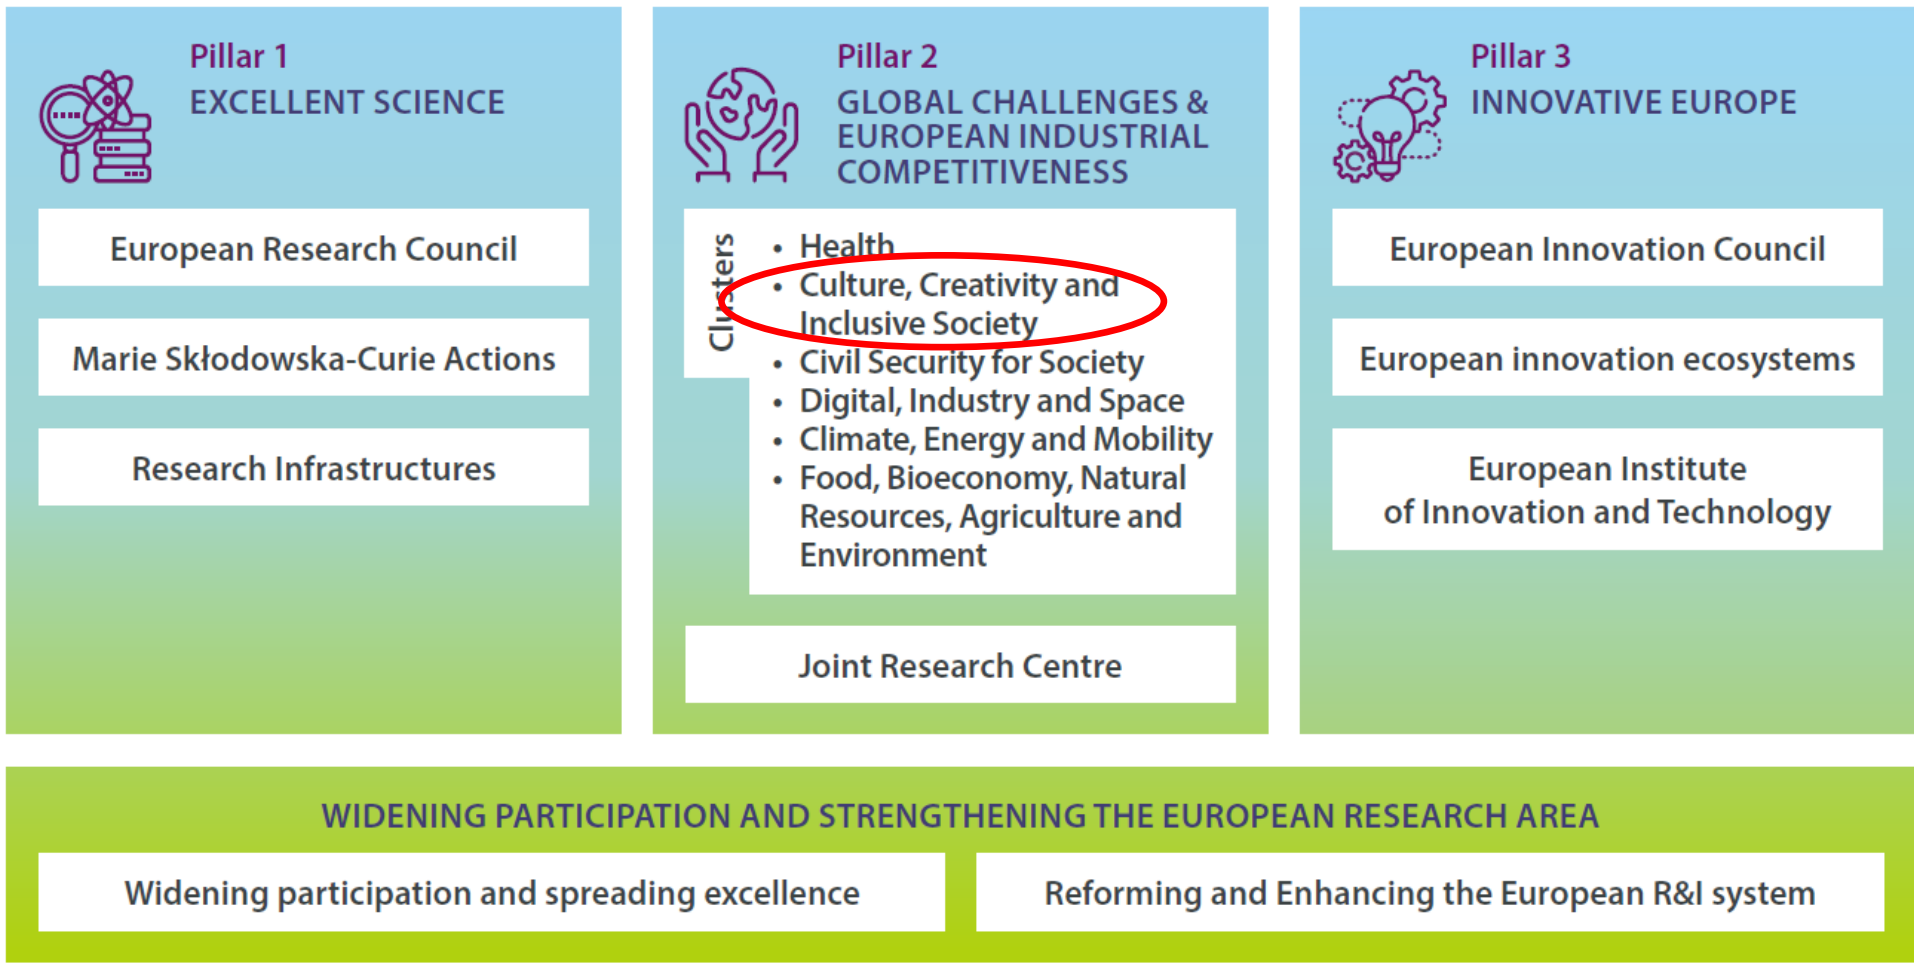 Pillar 1
EXCELLENT SCIENCE
European Research Council
Marie Skłodowska-Curie Actions
Research Infrastructures
Pillar 2
GLOBAL CHALLENGES &
EUROPEAN INDUSTRIAL
COMPETITIVENESS
Clusters
• Health
• Culture, Creativity and
Inclusive Society
• Civil Security for Society
• Digital, Industry and Space
• Climate, Energy and Mobility
• Food, Bioeconomy, Natural
Resources, Agriculture and
Environment
Joint Research Centre
Pillar 3
INNOVATIVE EUROPE
European Innovation Council
European innovation ecosystems
European Institute
of Innovation and Technology
WIDENING PARTICIPATION AND STRENGTHENING THE EUROPEAN RESEARCH AREA
Widening participation and spreading excellence
Reforming and Enhancing the European R&I system